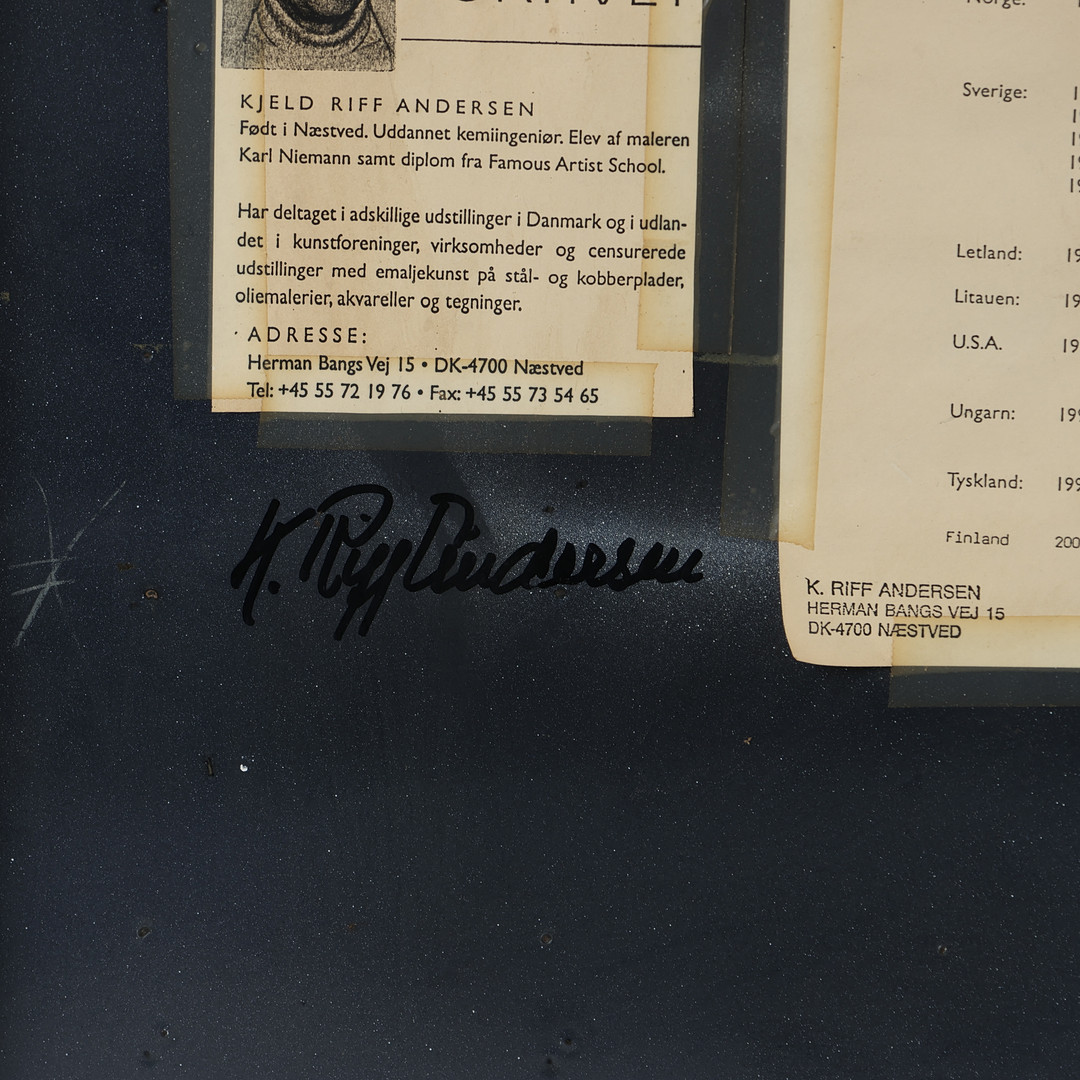 KJELD RIFF ANDERSEN
Født i Næstved. Uddannet kemiingeniør. Elev af maleren
Karl Niemann samt diplom fra Famous Artist School.
Har deltaget i adskillige udstillinger i Danmark og i udlan-
det i kunstforeninger, virksomheder og censurerede
udstillinger med emaljekunst på stål- og kobberplader,
oliemalerier, akvareller og tegninger.
ADRESSE:
Herman Bangs Vej 15 • DK-4700 Næstved
Tel: +45 55 72 19 76 • Fax: +45 55 73 54 65
K. Riff Andersen
Norge:
Sverige:
Letland:
Litauen:
U.S.A.
Ungarn:
Tyskland:
Finland
K. RIFF ANDERSEN
HERMAN BANGS VEJ 15
DK-4700 NÆSTVED